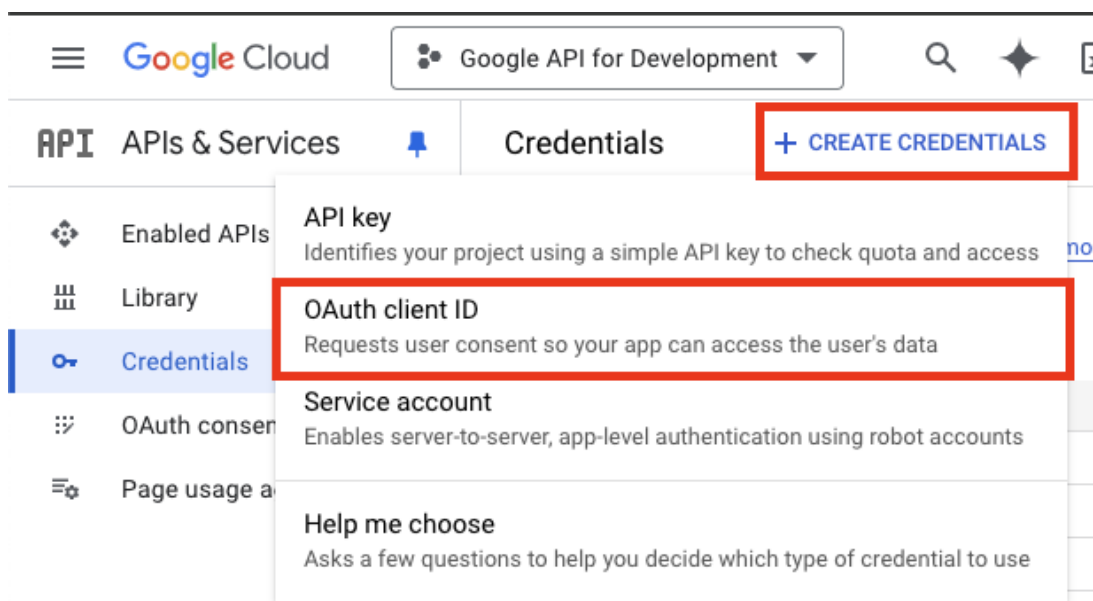 Google Cloud
Google API for Development
API APIs & Services
Credentials
+ CREATE CREDENTIALS
Enabled APIs
Library
Credentials
OAuth
Page usage
API key
Identifies your project using a simple API key to check quota and access
OAuth client ID
Requests user consent so your app can access the user's data
Service account
Enables server-to-server, app-level authentication using robot accounts
Help me choose
Asks a few questions to help you decide which type of credential to use